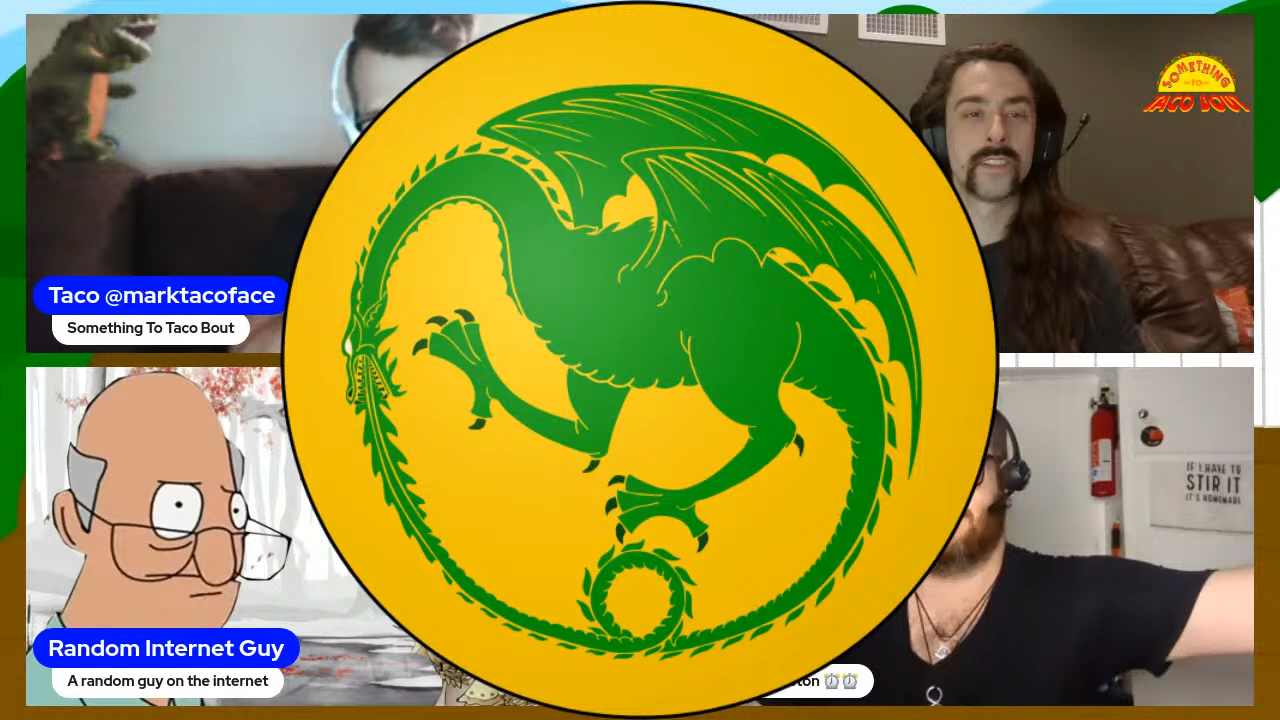 SOMETHING
TO
TACO BOUT
Taco @marktacoface
Something To Taco Bout
IF I HAVE TO
STIR IT
IT'S HOMEMADE
Random Internet Guy
A random guy on the internet
⏰⏰